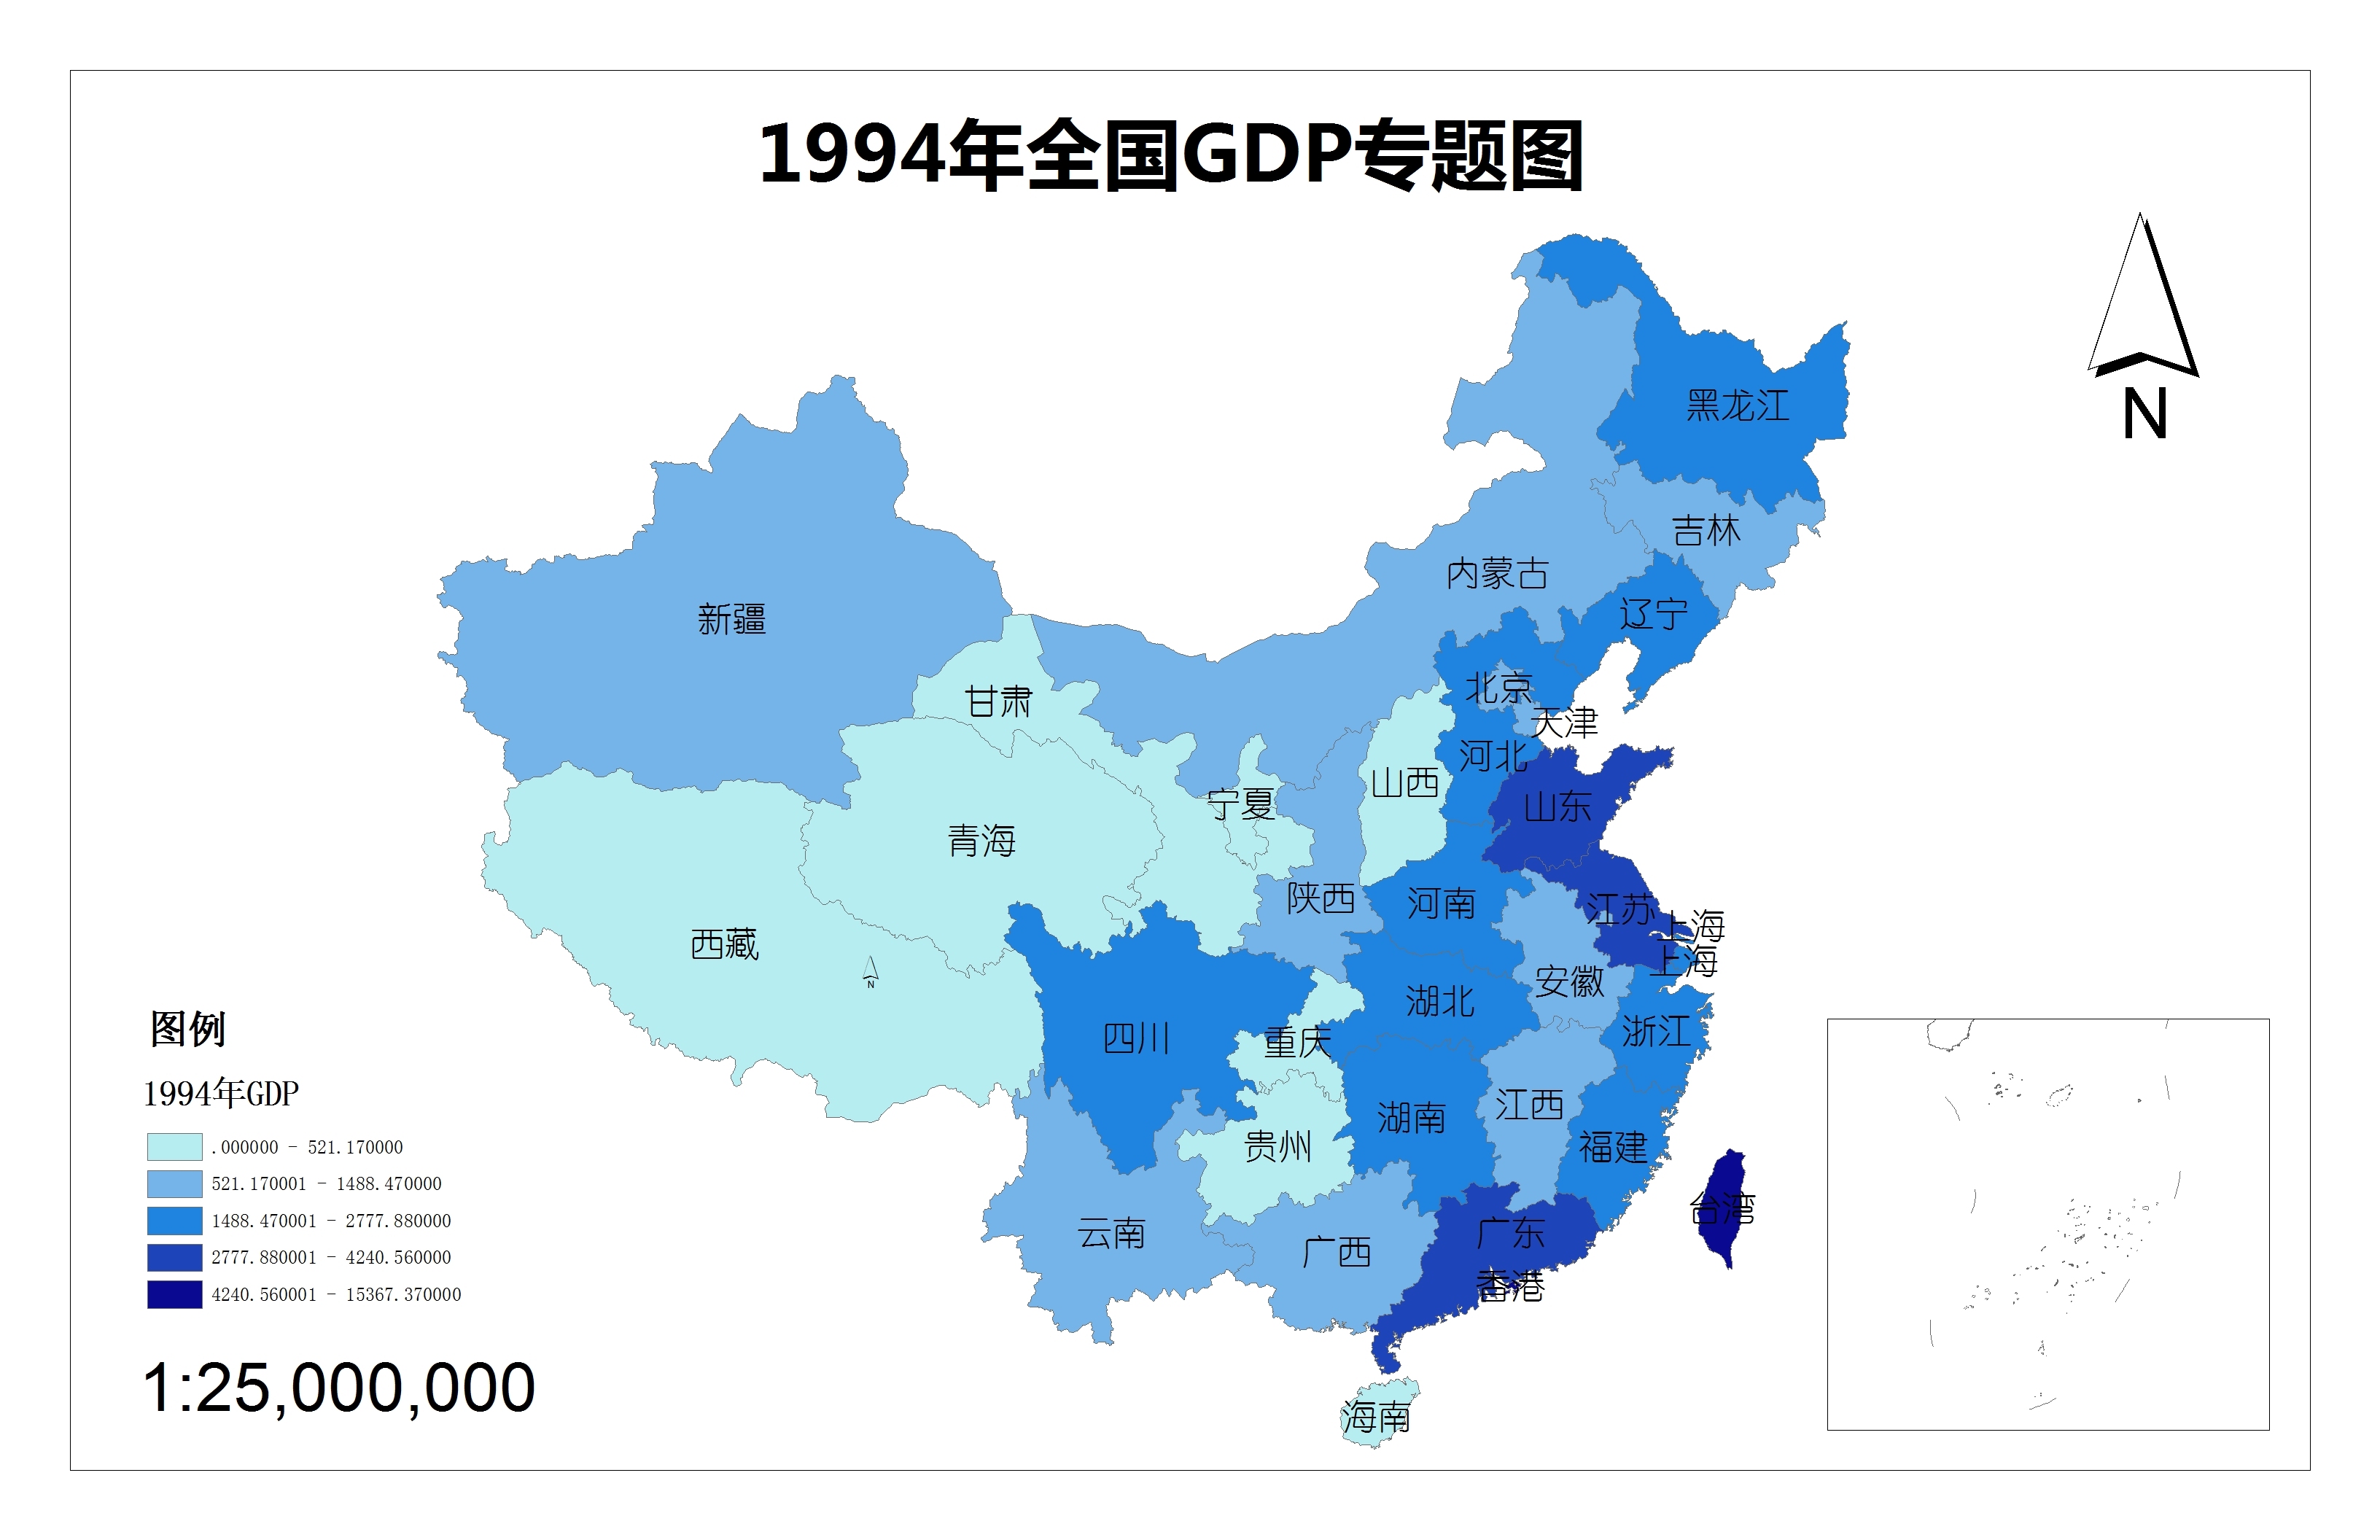 1994年全国GDP专题图
N
黑龙江
吉林
内蒙古
辽宁
新疆
北京
甘肃
天津
河北
山西
宁夏
山东
青海
陕西
河南
江苏
上海
西藏
上海
N
安徽
湖北
四川
重庆
浙江
江西
湖南
贵州
福建
台湾
云南
广东
广西
香港
海南
图例
1994年GDP
.000000 - 521.170000
521.170001 - 1488.470000
1488.470001 - 2777.880000
2777.880001 - 4240.560000
4240.560001 - 15367.370000
1:25,000,000